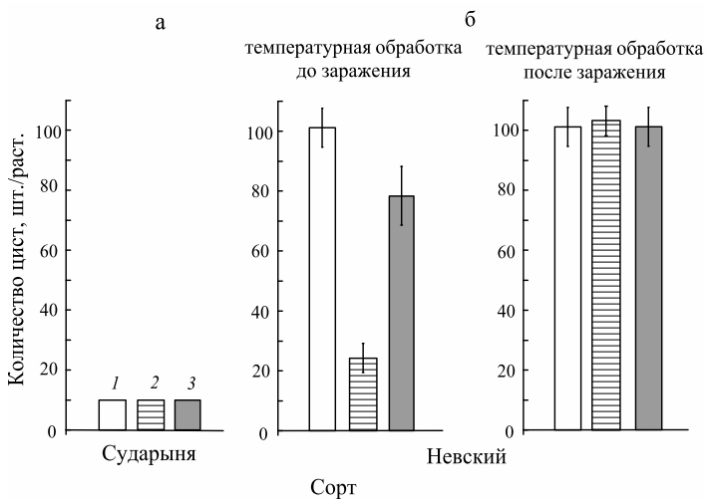 а
б
температурная обработка
до заражения
температурная обработка
после заражения
Количество цист, шт./раст.
100
80
60
40
20
0
1 2 3
100
80
60
40
20
0
100
80
60
40
20
0
Сударыня
Невский
Сорт